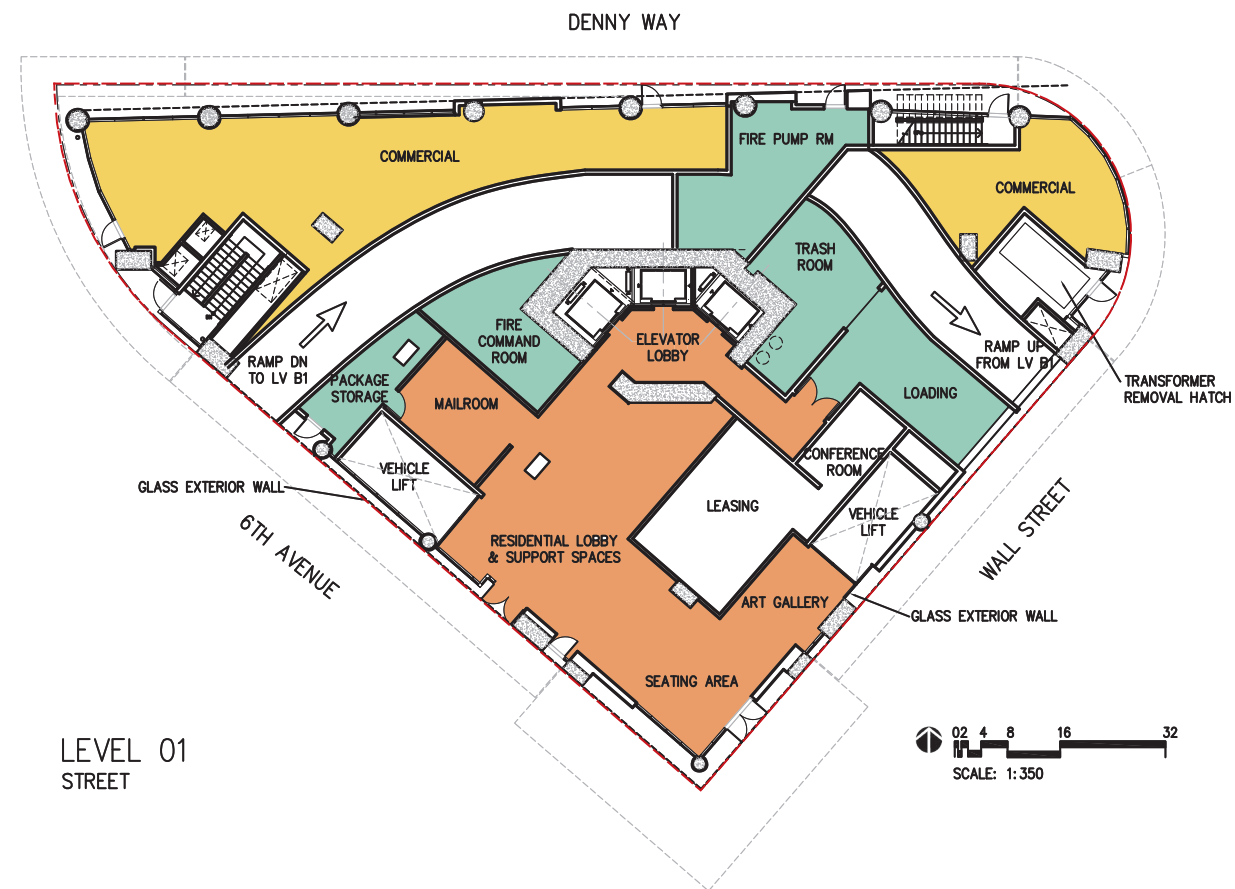 DENNY WAY
FIRE PUMP RM
COMMERCIAL
COMMERCIAL
TRASH
ROOM
FIRE
COMMAND
ROOM
ELEVATOR
LOBBY
RAMP UP
FROM LV B1
RAMP DN
TO LV B1
PACKAGE
STORAGE
TRANSFORMER
REMOVAL HATCH
MAILROOM
LOADING
CONFERENCE
ROOM
VEHICLE
LIFT
GLASS EXTERIOR WALL
LEASING
VEHICLE
LIFT
6TH AVENUE
WALL STREET
RESIDENTIAL LOBBY
& SUPPORT SPACES
ART GALLERY
GLASS EXTERIOR WALL
SEATING AREA
LEVEL 01
STREET
02 4 8 16 32
SCALE: 1:350